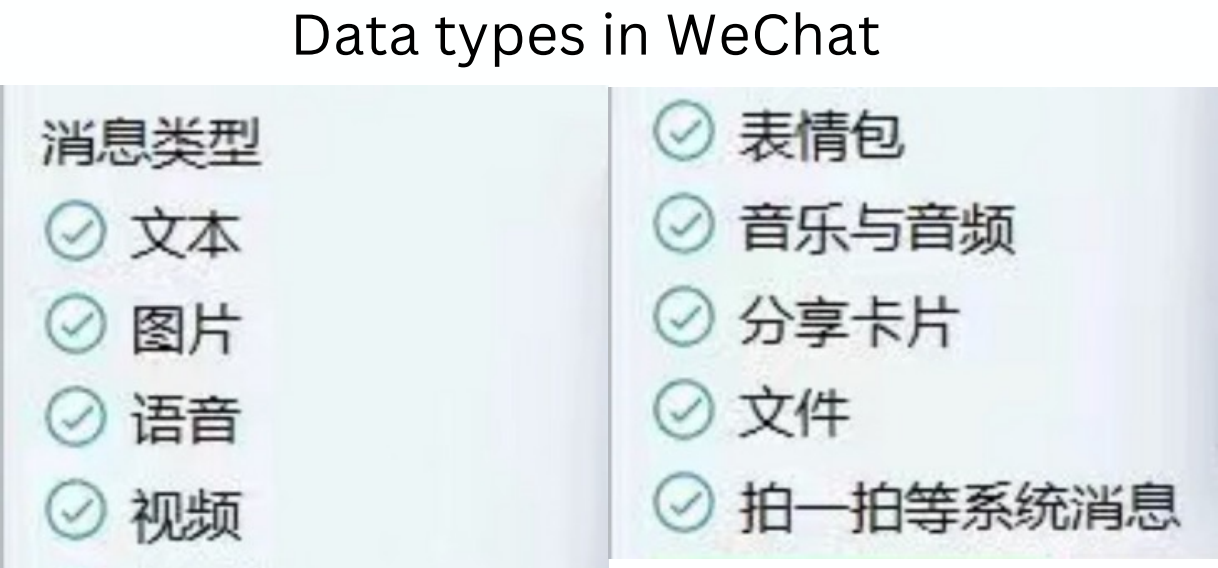 Data types in WeChat
消息类型
文本
图片
语音
视频
表情包
音乐与音频
分享卡片
文件
拍一拍等系统消息